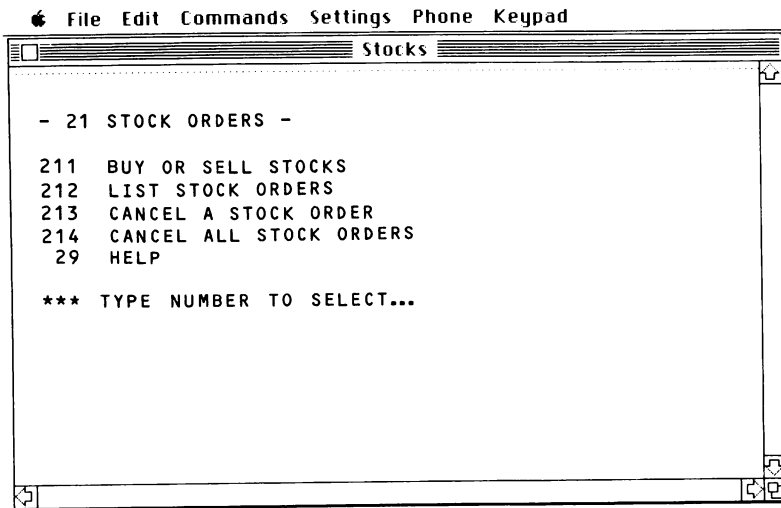 File Edit Commands Settings Phone Keypad
Stocks
- 21 STOCK ORDERS -
211 BUY OR SELL STOCKS
212 LIST STOCK ORDERS
213 CANCEL A STOCK ORDER
214 CANCEL ALL STOCK ORDERS
29 HELP
*** TYPE NUMBER TO SELECT...